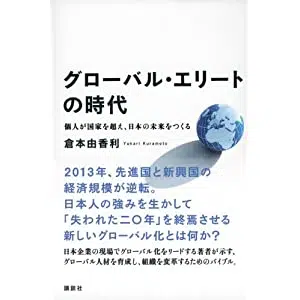 グローバル・エリート
の時代
個人が国家を超え、日本の未来をつくる
倉本由香利
Yukari Kuramoto
2013年、先進国と新興国の
経済規模が逆転。
日本人の強みを生かして
「失われた二〇年」を終焉させる
新しいグローバル化とは何か?
日本企業の現場でグローバル化をリードする著者が示す、
グローバル人材を育成し、組織を変革するためのバイブル。
講談社